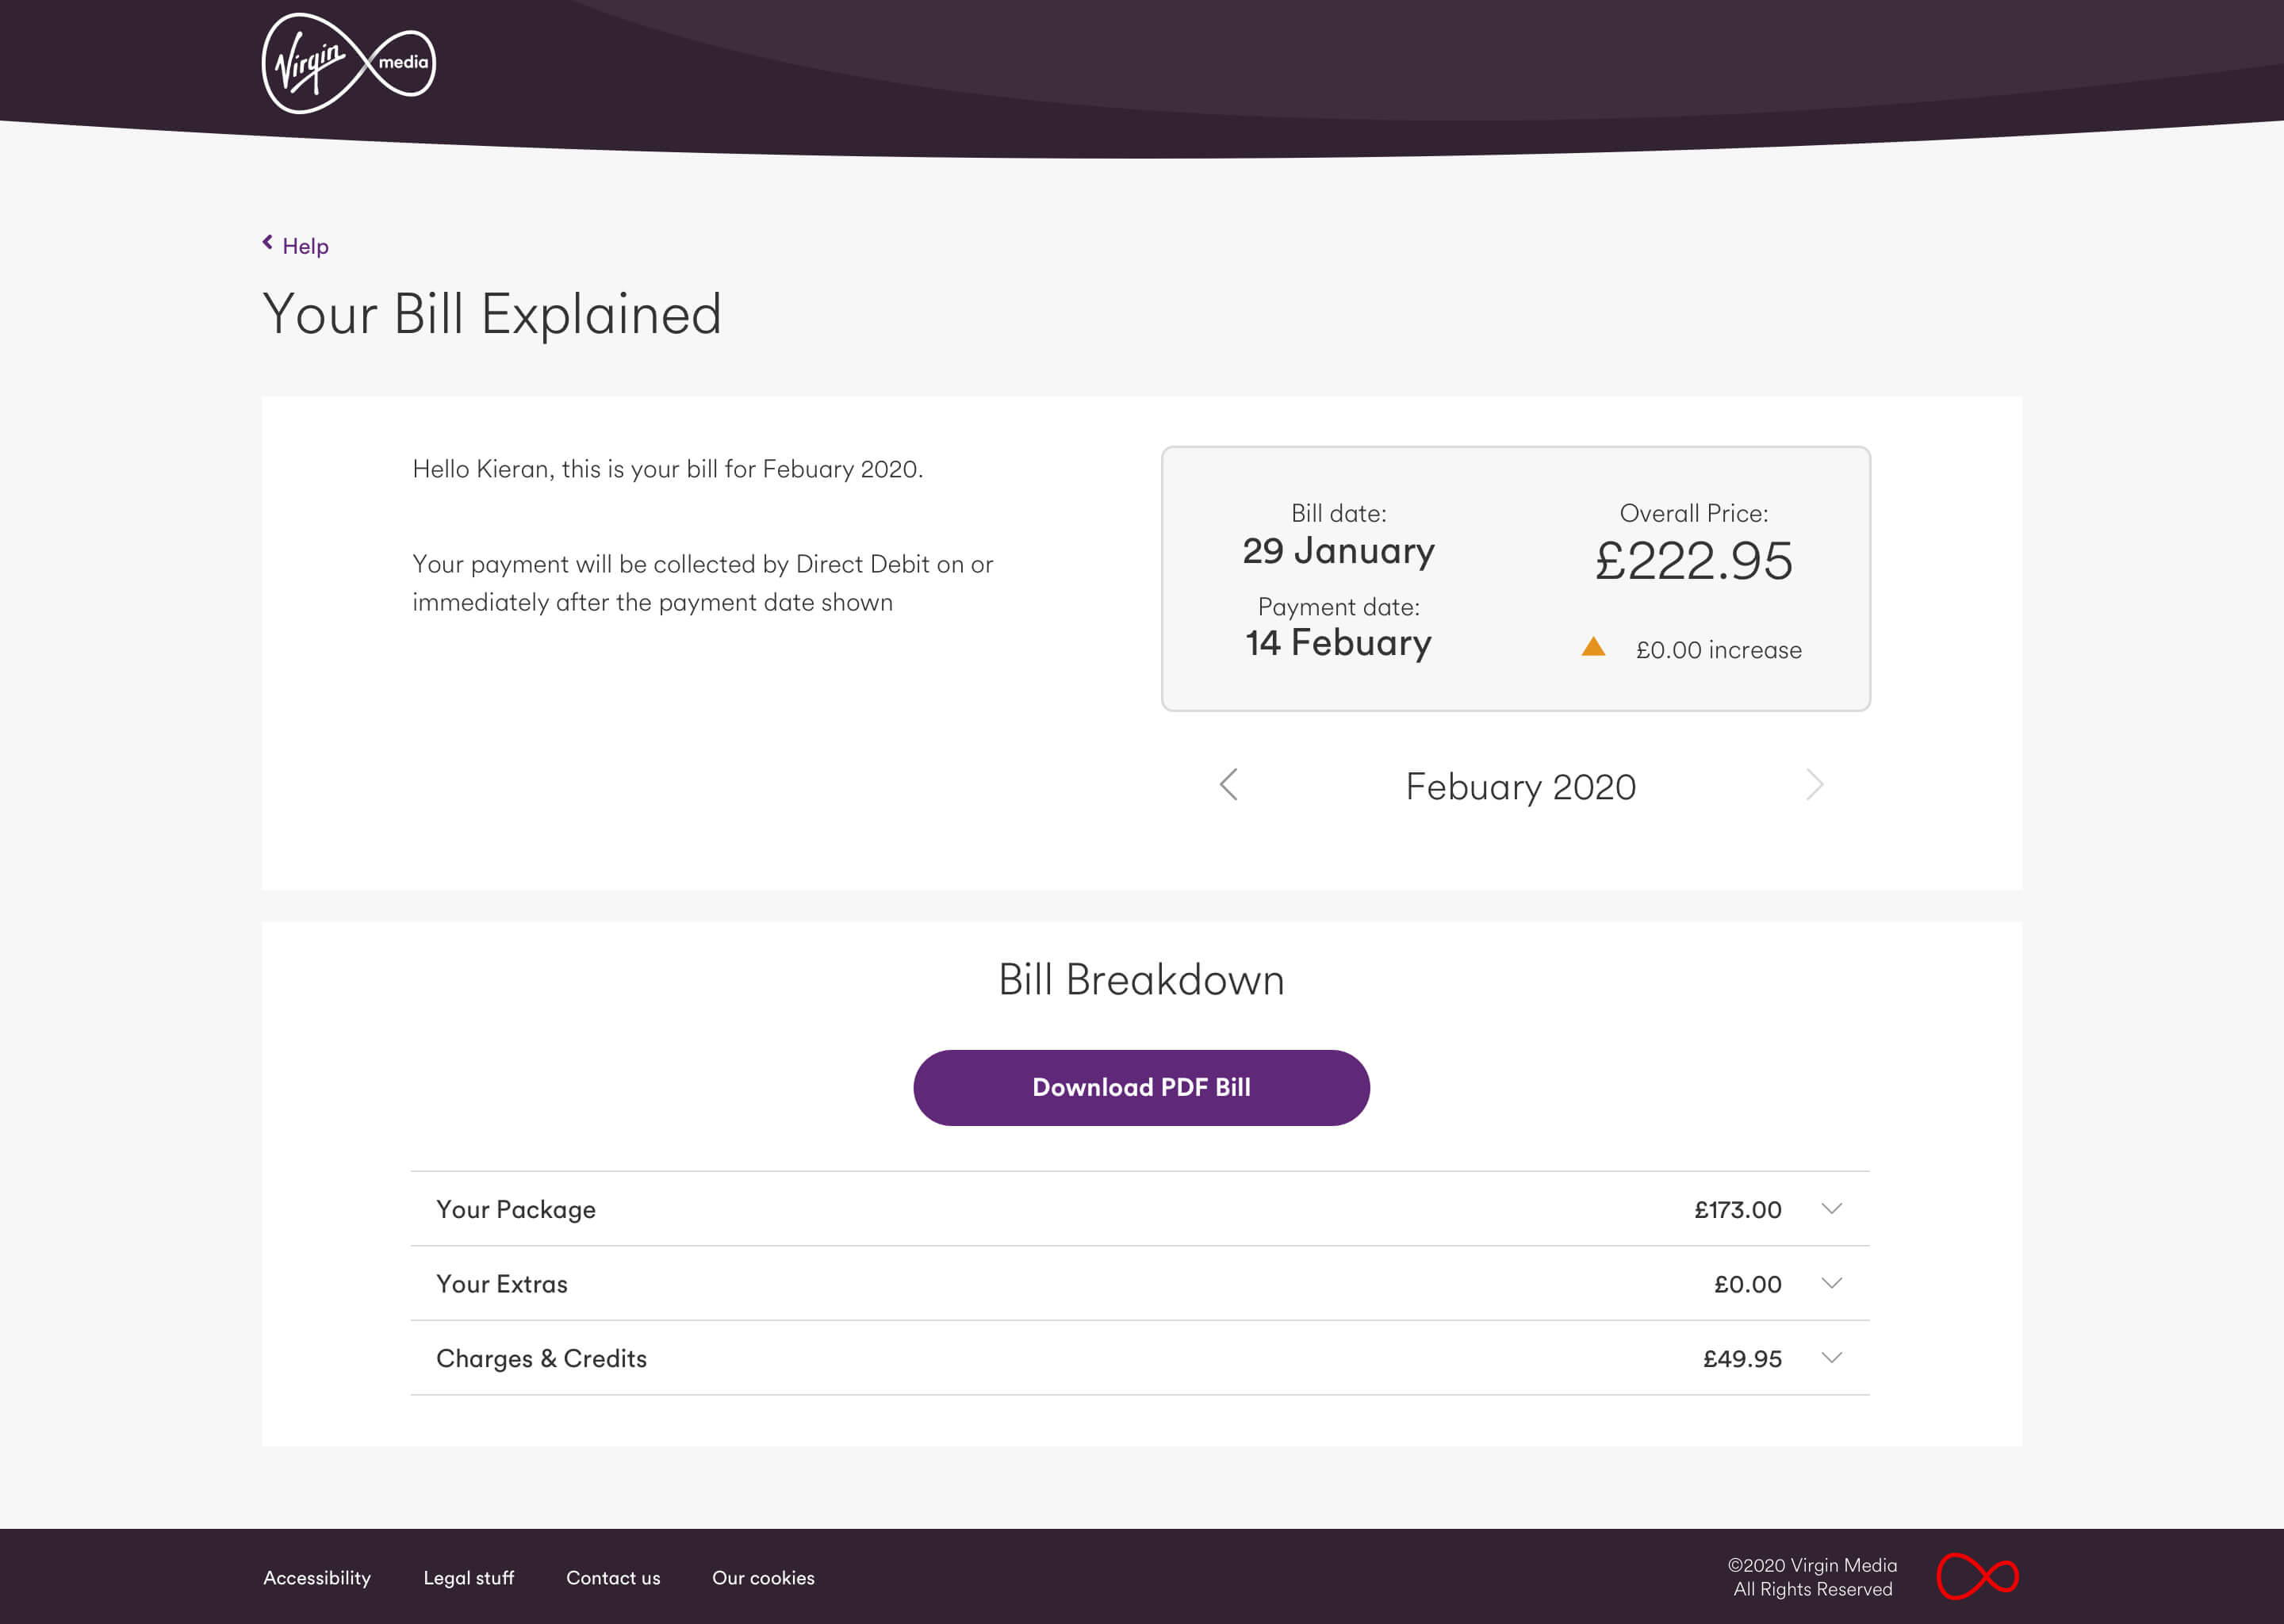 Virgin media
Help
Your Bill Explained
Hello Kieran, this is your bill for Febuary 2020.
Your payment will be collected by Direct Debit on or
immediately after the payment date shown
Bill date:
29 January
Payment date:
14 Febuary
Overall Price:
£222.95
£0.00 increase
Febuary 2020
Bill Breakdown
Download PDF Bill
Your Package £173.00
Your Extras £0.00
Charges & Credits £49.95
Accessibility Legal stuff Contact us Our cookies
©2020 Virgin Media
All Rights Reserved